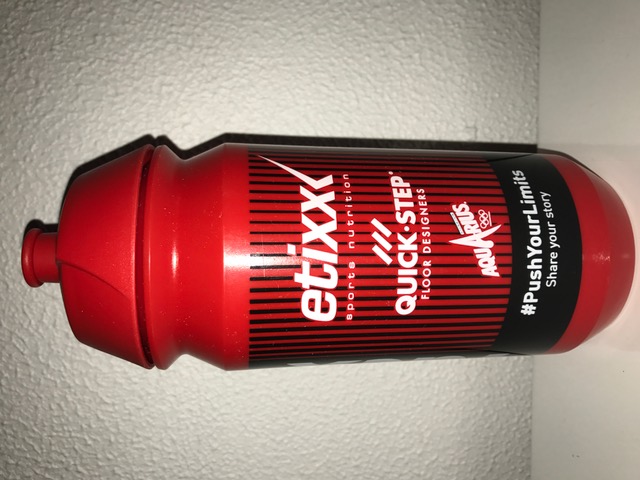 etixx
sports nutrition
QUICK·STEP®
FLOOR DESIGNERS
AQUARIUS
#PushYourLimits
Share your story